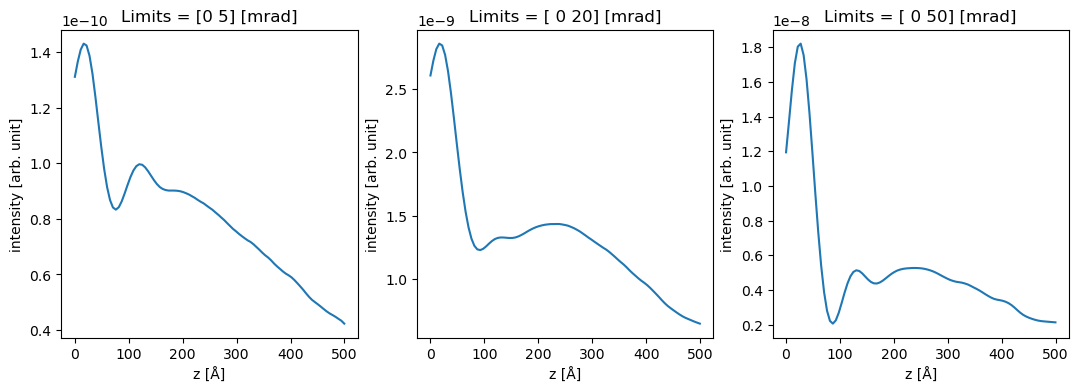 Limits = [0 5] [mrad]
1e−10
1.4
1.2
1.0
0.8
0.6
0.4
intensity [arb. unit]
0 100 200 300 400 500
z [Å]
Limits = [ 0 20] [mrad]
1e−9
2.5
2.0
1.5
1.0
intensity [arb. unit]
0 100 200 300 400 500
z [Å]
Limits = [ 0 50] [mrad]
1e−8
1.8
1.6
1.4
1.2
1.0
0.8
0.6
0.4
0.2
intensity [arb. unit]
0 100 200 300 400 500
z [Å]